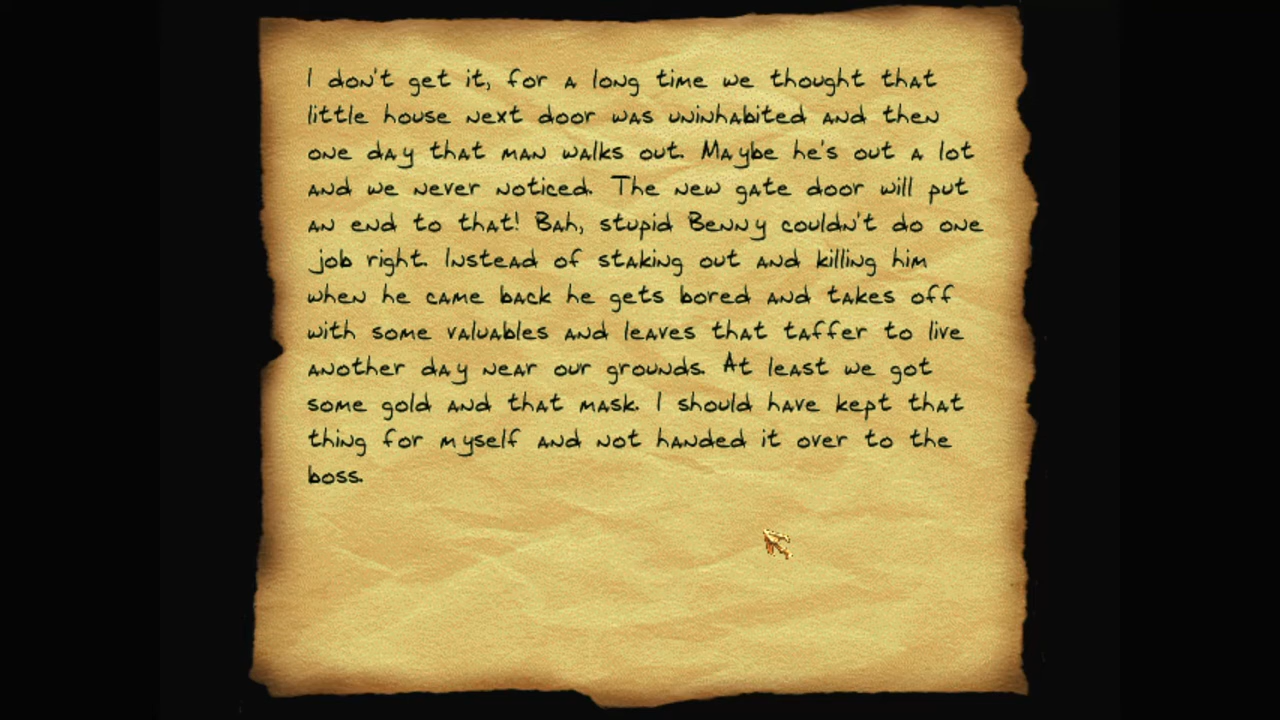 I don't get it, for a long time we thought that
little house next door was uninhabited and then
one day that man walks out. Maybe he's out a lot
and we never noticed. The new gate door will put
an end to that! Bah, stupid Benny couldn't do one
job right. Instead of staking out and killing him
when he came back he gets bored and takes off
with some valuables and leaves that taffer to live
another day near our grounds. At least we got
some gold and that mask. I should have kept that
thing for myself and not handed it over to the
boss.